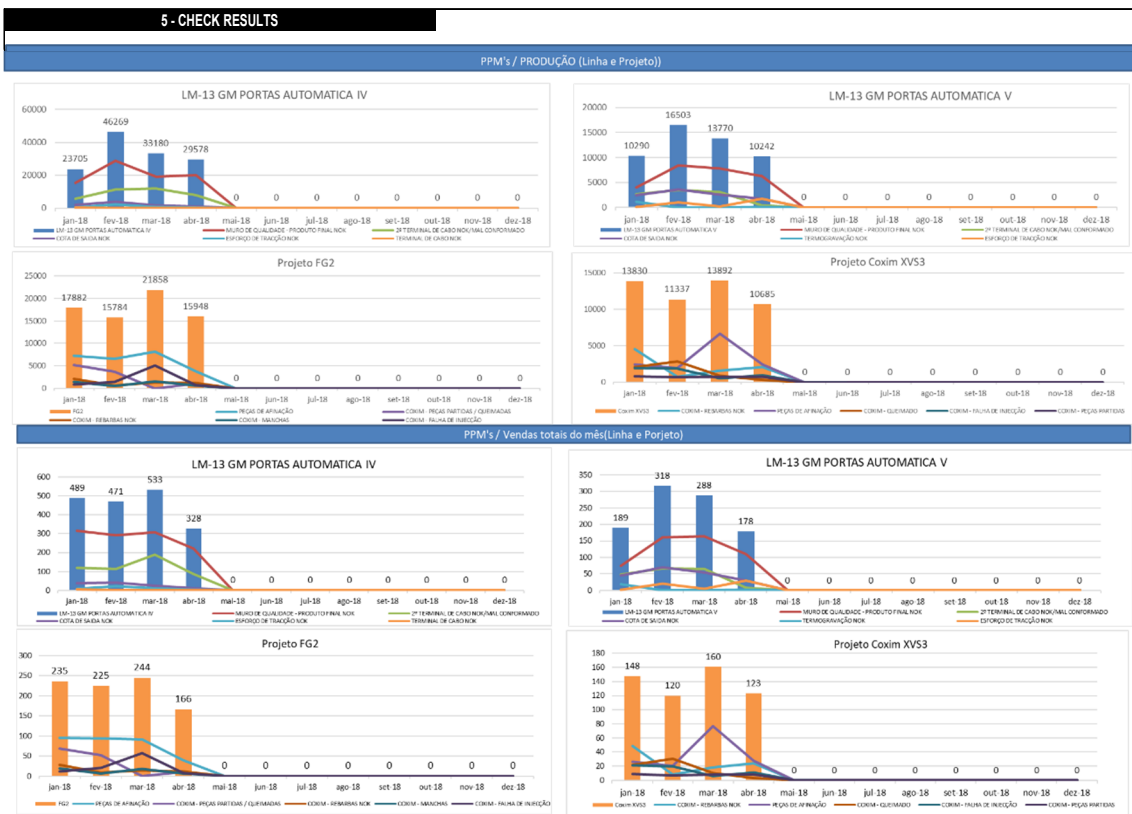 5 - CHECK RESULTS
PPM's / PRODUÇÃO (Linha e Projeto))
LM-13 GM PORTAS AUTOMATICA IV
60000
40000
20000
0
23705 46269 33180 29578 0 0 0 0 0 0 0 0
jan-18 fev-18 mar-18 abr-18 mai-18 jun-18 jul-18 ago-18 set-18 out-18 nov-18 dez-18
LM-13 GM PORTAS AUTOMATICA IV MURO DE QUALIDADE - PRODUTO FINAL NOK 2º TERMINAL DE CABO NOK/MAL CONFORMADO
COTA DE SAIDA NOK ESFORÇO DE TRACÇÃO NOK TERMINAL DE CABO NOK
LM-13 GM PORTAS AUTOMATICA V
20000
15000
10000
5000
0
10290 16503 13770 10242 0 0 0 0 0 0 0 0
jan-18 fev-18 mar-18 abr-18 mai-18 jun-18 jul-18 ago-18 set-18 out-18 nov-18 dez-18
LM-13 GM PORTAS AUTOMATICA V MURO DE QUALIDADE - PRODUTO FINAL NOK 2º TERMINAL DE CABO NOK/MAL CONFORMADO
COTA DE SAIDA NOK TERMOGRAVAÇÃO NOK ESFORÇO DE TRACÇÃO NOK
Projeto FG2
25000
20000
15000
10000
5000
0
17882 15784 21858 15948 0 0 0 0 0 0 0 0
jan-18 fev-18 mar-18 abr-18 mai-18 jun-18 jul-18 ago-18 set-18 out-18 nov-18 dez-18
FG2 PEÇAS DE AFINAÇÃO COXIM - PEÇAS PARTIDAS / QUEIMADAS
COXIM - REBARBAS NOK COXIM - MANCHAS COXIM - FALHA DE INJECÇÃO
Projeto Coxim XVS3
15000
10000
5000
0
13830 11337 13892 10685 0 0 0 0 0 0 0 0
jan-18 fev-18 mar-18 abr-18 mai-18 jun-18 jul-18 ago-18 set-18 out-18 nov-18 dez-18
Coxim XVS3 COXIM - REBARBAS NOK PEÇAS DE AFINAÇÃO COXIM - QUEIMADO COXIM - FALHA DE INJECÇÃO COXIM - PEÇAS PARTIDAS
PPM's / Vendas totais do mês(Linha e Porjeto)
LM-13 GM PORTAS AUTOMATICA IV
600
500
400
300
200
100
0
489 471 533 328 0 0 0 0 0 0 0 0
jan-18 fev-18 mar-18 abr-18 mai-18 jun-18 jul-18 ago-18 set-18 out-18 nov-18 dez-18
LM-13 GM PORTAS AUTOMATICA IV MURO DE QUALIDADE - PRODUTO FINAL NOK 2º TERMINAL DE CABO NOK/MAL CONFORMADO
COTA DE SAIDA NOK ESFORÇO DE TRACÇÃO NOK TERMINAL DE CABO NOK
LM-13 GM PORTAS AUTOMATICA V
350
300
250
200
150
100
50
0
189 318 288 178 0 0 0 0 0 0 0 0
jan-18 fev-18 mar-18 abr-18 mai-18 jun-18 jul-18 ago-18 set-18 out-18 nov-18 dez-18
LM-13 GM PORTAS AUTOMATICA V MURO DE QUALIDADE - PRODUTO FINAL NOK 2º TERMINAL DE CABO NOK/MAL CONFORMADO
COTA DE SAIDA NOK TERMOGRAVAÇÃO NOK ESFORÇO DE TRACÇÃO NOK
Projeto FG2
300
250
200
150
100
50
0
235 225 244 166 0 0 0 0 0 0 0 0
jan-18 fev-18 mar-18 abr-18 mai-18 jun-18 jul-18 ago-18 set-18 out-18 nov-18 dez-18
FG2 PEÇAS DE AFINAÇÃO COXIM - PEÇAS PARTIDAS / QUEIMADAS COXIM - REBARBAS NOK COXIM - MANCHAS COXIM - FALHA DE INJECÇÃO
Projeto Coxim XVS3
180
160
140
120
100
80
60
40
20
0
148 120 160 123 0 0 0 0 0 0 0 0
jan-18 fev-18 mar-18 abr-18 mai-18 jun-18 jul-18 ago-18 set-18 out-18 nov-18 dez-18
Coxim XVS3 COXIM - REBARBAS NOK PEÇAS DE AFINAÇÃO COXIM - QUEIMADO COXIM - FALHA DE INJECÇÃO COXIM - PEÇAS PARTIDAS